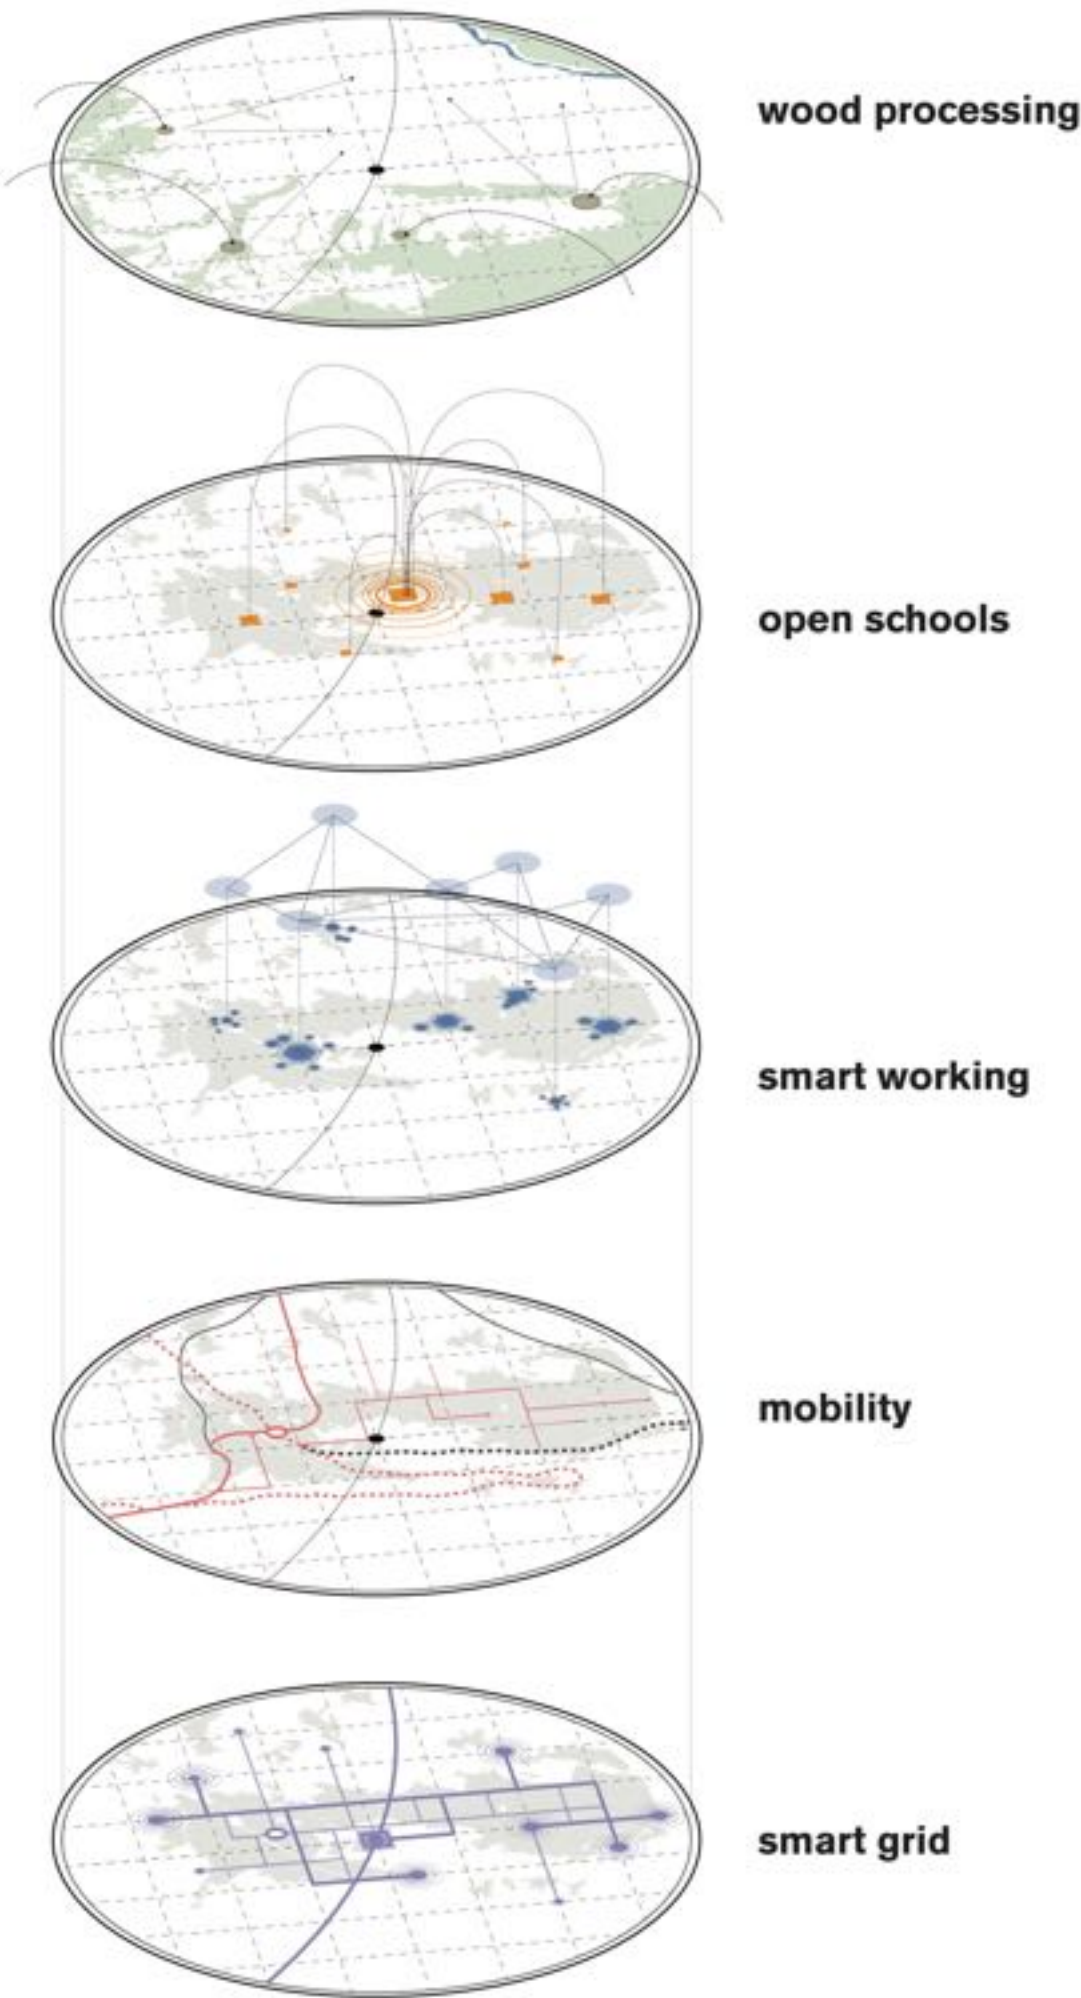 wood processing
open schools
smart working
mobility
smart grid